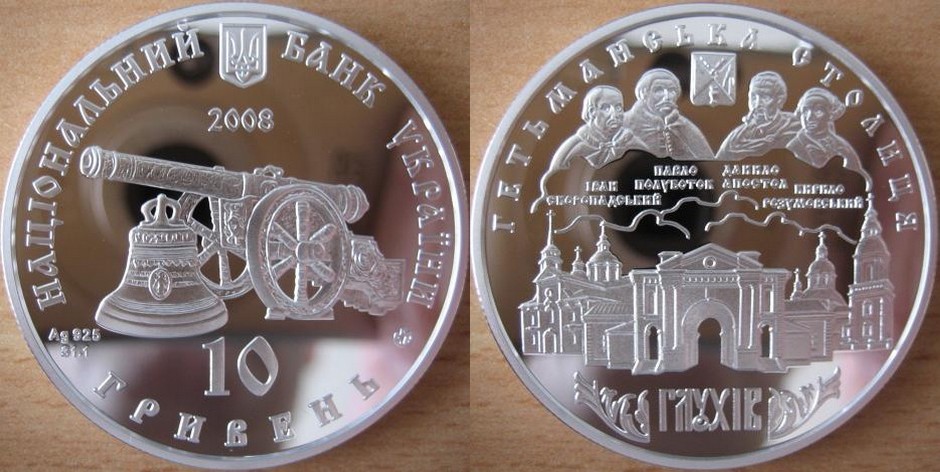 НАЦІОНАЛЬНИЙ БАНК УКРАЇНИ
2008
Ag 925
31,1
10
ГРИВЕНЬ
ГЕТЬМАНСЬКА СТОЛИЦЯ
ІВАН
СКОРОПАДСЬКИЙ
ПАВЛО
ПОЛУБОТОК
ДАНИЛО
АПОСТОЛ
КИРИЛО
РОЗУМОВСЬКИЙ
ГЛУХІВ